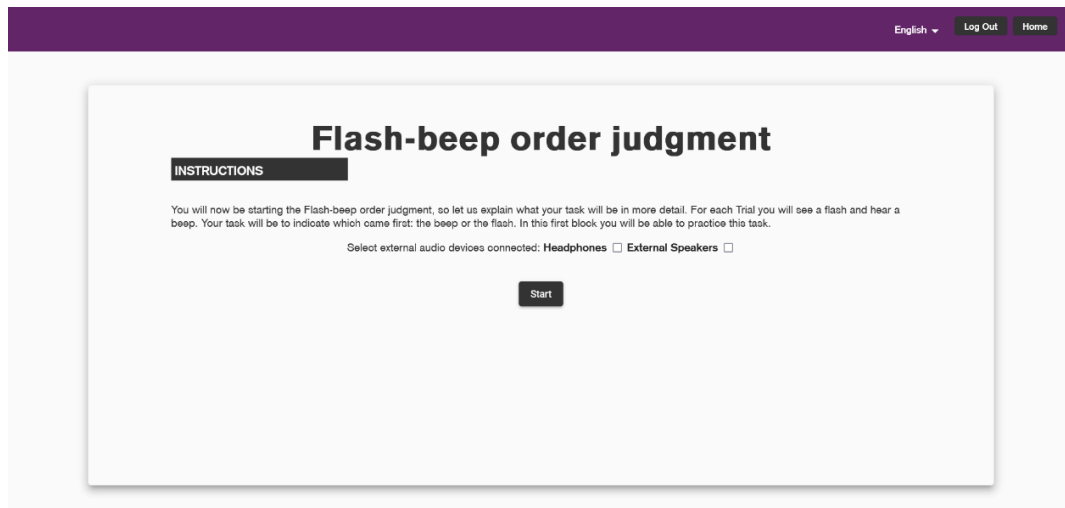 English
Log Out
Home
Flash-beep order judgment
INSTRUCTIONS
You will now be starting the Flash-beep order judgment, so let us explain what your task will be in more detail. For each Trial you will see a flash and hear a
beep. Your task will be to indicate which came first: the beep or the flash. In this first block you will be able to practice this task.
Select external audio devices connected: Headphones External Speakers
Start